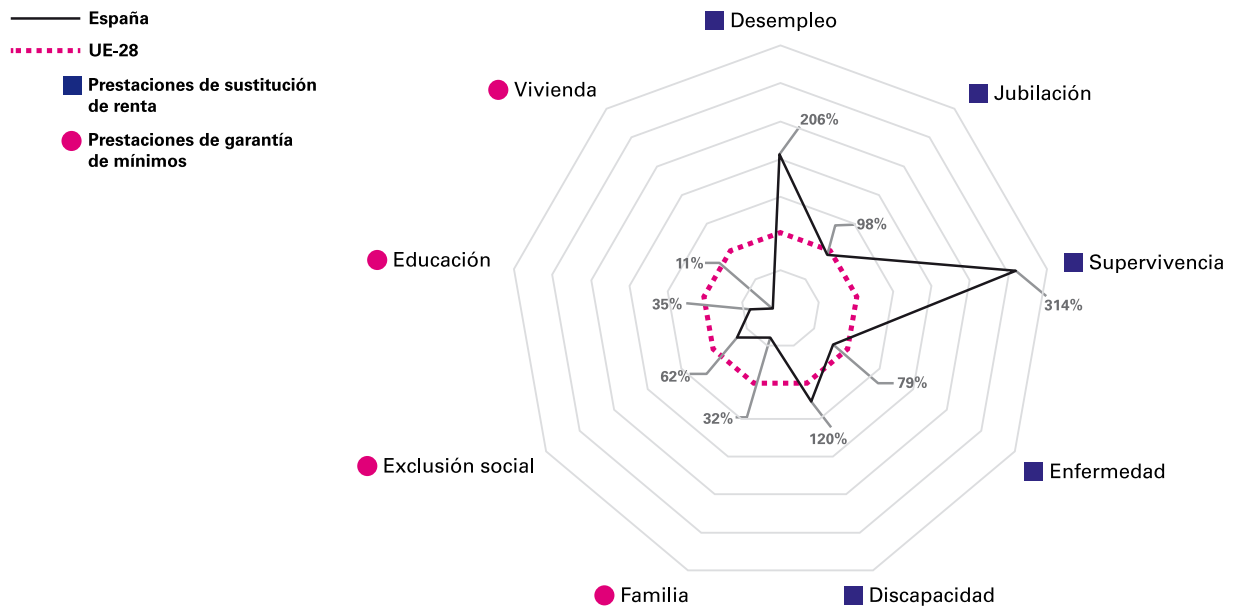 España
UE-28
Prestaciones de sustitución
de renta
Prestaciones de garantía
de mínimos
Desempleo
Jubilación
Supervivencia
Enfermedad
Discapacidad
Familia
Exclusión social
Educación
Vivienda
206%
98%
314%
79%
120%
32%
62%
35%
11%